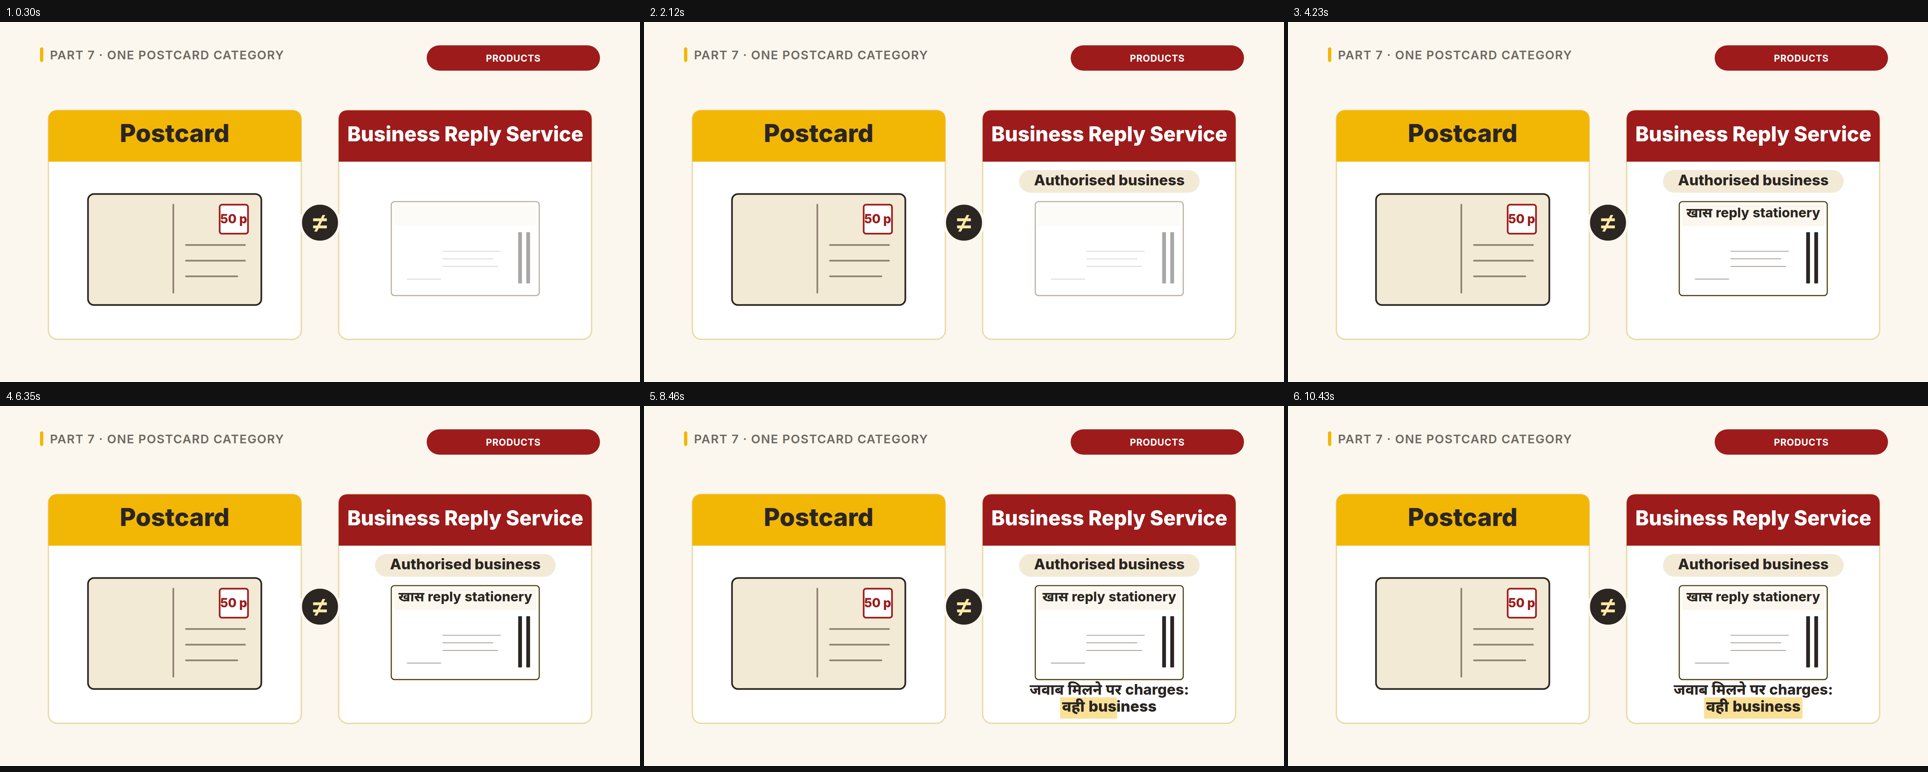 1. 0.30s
PART 7 · ONE POSTCARD CATEGORY
PRODUCTS
Postcard
50 p
≠
Business Reply Service
2. 2.12s
PART 7 · ONE POSTCARD CATEGORY
PRODUCTS
Postcard
50 p
≠
Business Reply Service
Authorised business
3. 4.23s
PART 7 · ONE POSTCARD CATEGORY
PRODUCTS
Postcard
50 p
≠
Business Reply Service
Authorised business
खास reply stationery
4. 6.35s
PART 7 · ONE POSTCARD CATEGORY
PRODUCTS
Postcard
50 p
≠
Business Reply Service
Authorised business
खास reply stationery
5. 8.46s
PART 7 · ONE POSTCARD CATEGORY
PRODUCTS
Postcard
50 p
≠
Business Reply Service
Authorised business
खास reply stationery
जवाब मिलने पर charges:
वही business
6. 10.43s
PART 7 · ONE POSTCARD CATEGORY
PRODUCTS
Postcard
50 p
≠
Business Reply Service
Authorised business
खास reply stationery
जवाब मिलने पर charges:
वही business